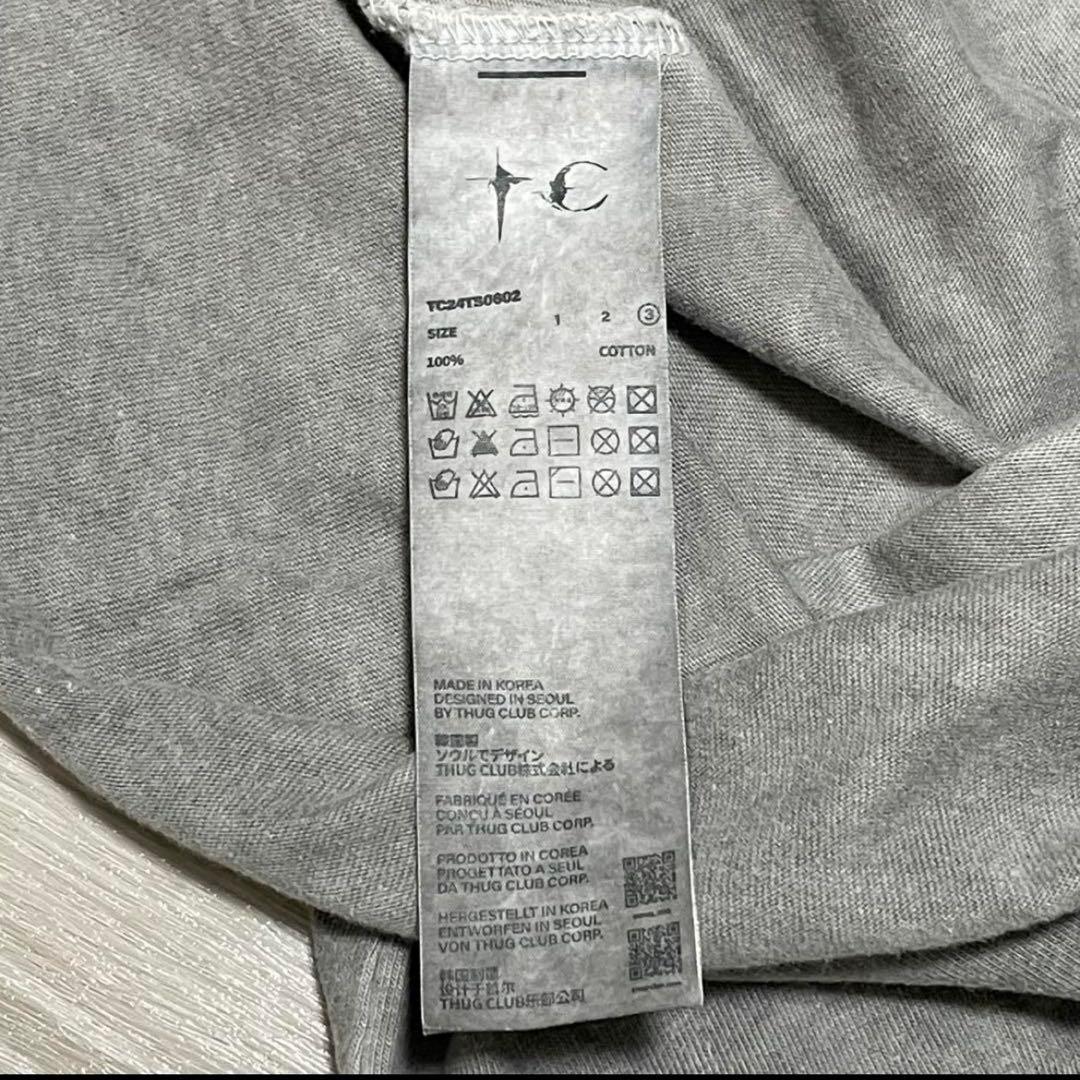 TC
TC24TS0602
SIZE 1 2 3
100% COTTON
MADE IN KOREA
DESIGNED IN SEOUL
BY THUG CLUB CORP.
韓国製
ソウルでデザイン
THUG CLUB株式会社による
FABRIQUÉ EN CORÉE
CONÇU À SÉOUL
PAR THUG CLUB CORP.
PRODOTTO IN COREA
PROGETTATO A SEUL
DA THUG CLUB CORP.
HERGESTELLT IN KOREA
ENTWORFEN IN SEOUL
VON THUG CLUB CORP.
韩国制造
设计于首尔
THUG CLUB乐部公司